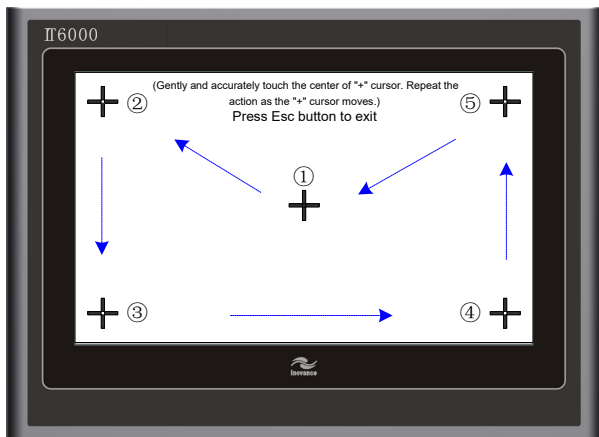 IT6000
(Gently and accurately touch the center of "+" cursor. Repeat the
action as the "+" cursor moves.)
Press Esc button to exit
② ⑤
①
③ ④
Inovance